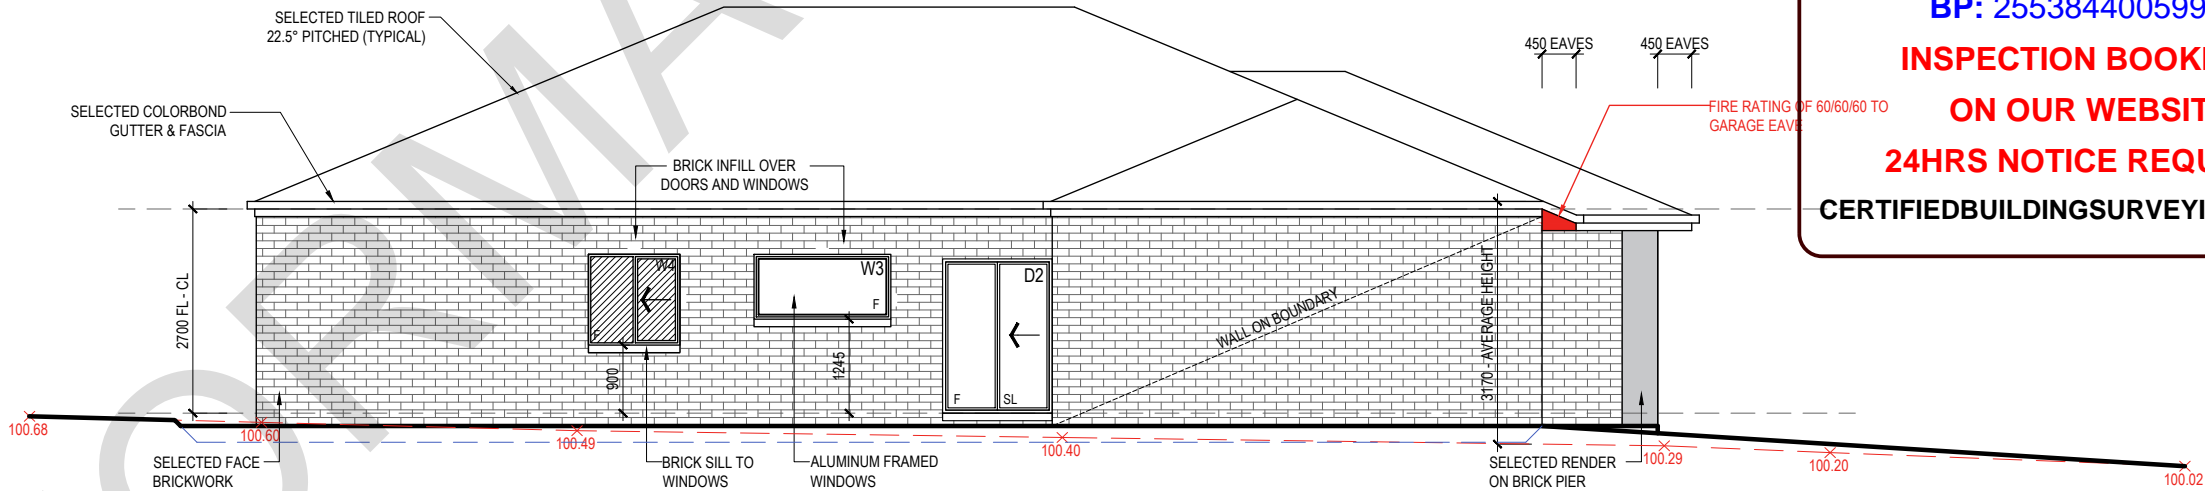 SELECTED TILED ROOF
22.5° PITCHED (TYPICAL)
SELECTED COLORBOND
GUTTER & FASCIA
BRICK INFILL OVER
DOORS AND WINDOWS
450 EAVES
450 EAVES
FIRE RATING OF 60/60/60 TO
GARAGE EAVE
BP: 255384400599
INSPECTION BOOKI
ON OUR WEBSIT
24HRS NOTICE REQU
CERTIFIEDBUILDINGSURVEYI
ORMA
2700 FL - CL
W4
F
900
W3
F
1245
D2
F
SL
WALL ON BOUNDARY
3170 - AVERAGE HEIGHT
100.68
100.60
100.49
100.40
100.29
100.20
100.02
SELECTED FACE
BRICKWORK
BRICK SILL TO
WINDOWS
ALUMINUM FRAMED
WINDOWS
SELECTED RENDER
ON BRICK PIER